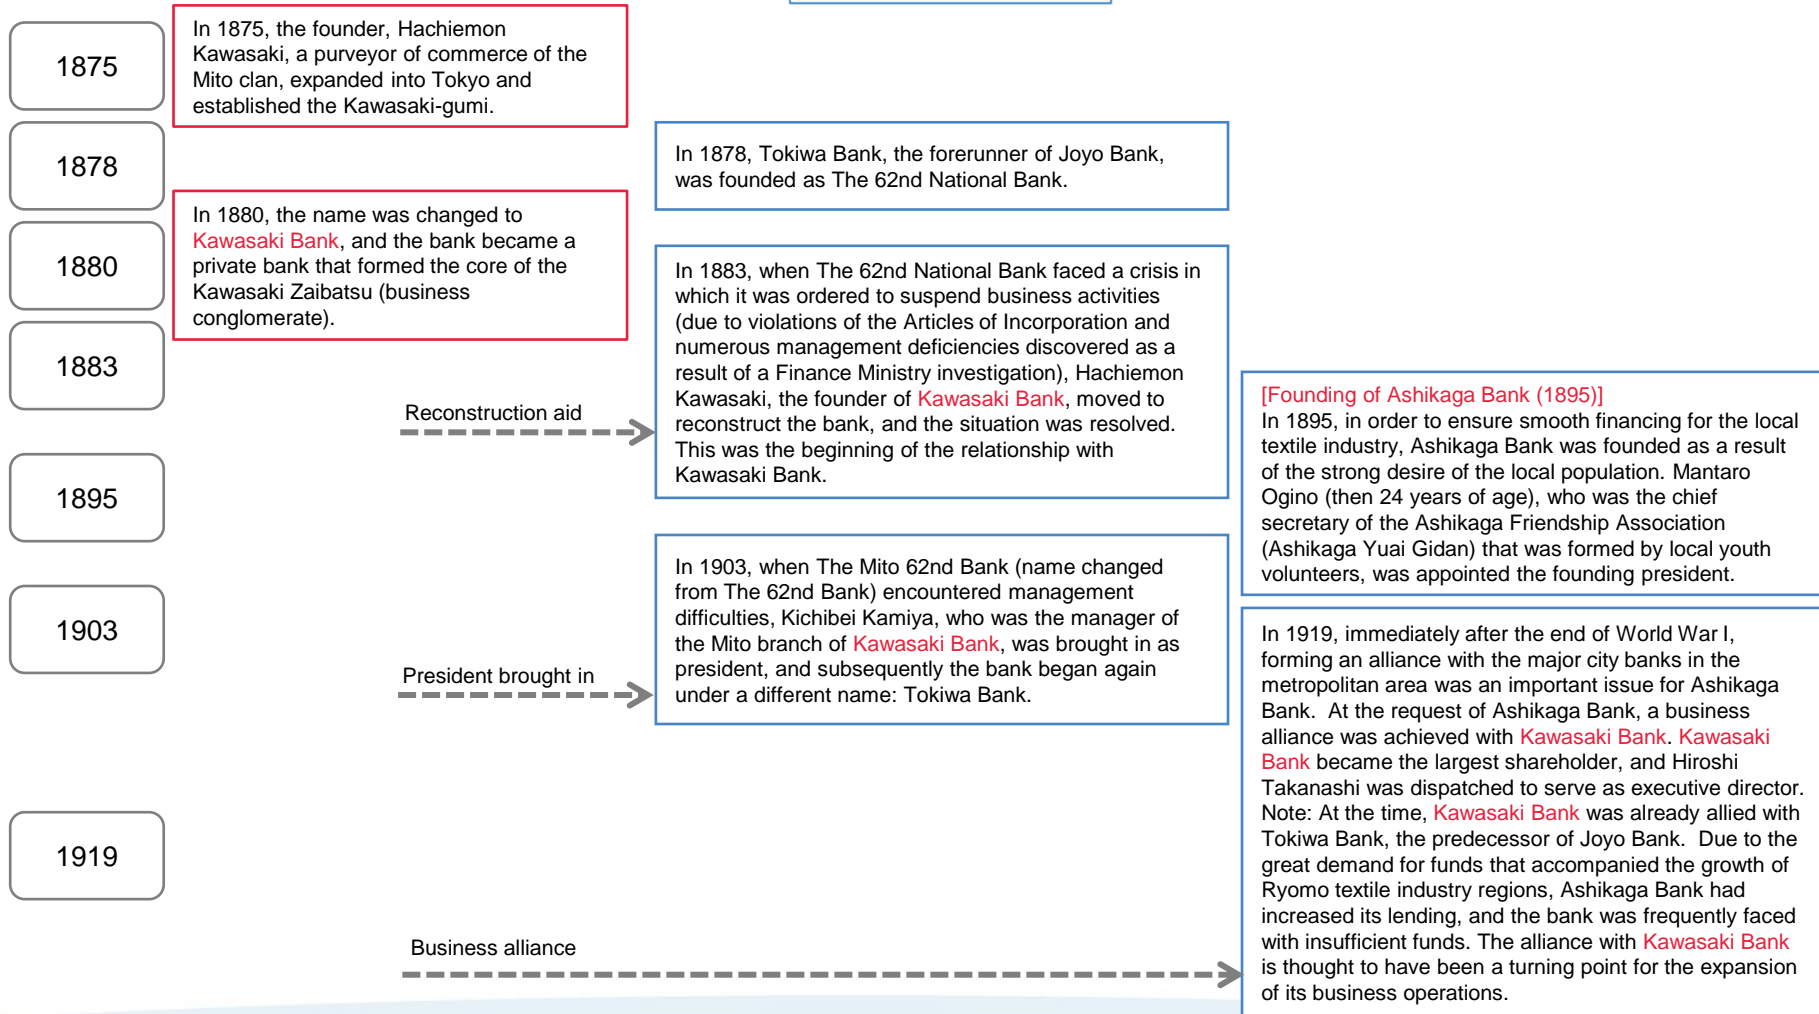 1875
In 1875, the founder, Hachiemon
Kawasaki, a purveyor of commerce of the
Mito clan, expanded into Tokyo and
established the Kawasaki-gumi.
1878
In 1878, Tokiwa Bank, the forerunner of Joyo Bank,
was founded as The 62nd National Bank.
1880
In 1880, the name was changed to
Kawasaki Bank, and the bank became a
private bank that formed the core of the
Kawasaki Zaibatsu (business
conglomerate).
1883
Reconstruction aid
In 1883, when The 62nd National Bank faced a crisis in
which it was ordered to suspend business activities
(due to violations of the Articles of Incorporation and
numerous management deficiencies discovered as a
result of a Finance Ministry investigation), Hachiemon
Kawasaki, the founder of Kawasaki Bank, moved to
reconstruct the bank, and the situation was resolved.
This was the beginning of the relationship with
Kawasaki Bank.
1895
[Founding of Ashikaga Bank (1895)]
In 1895, in order to ensure smooth financing for the local
textile industry, Ashikaga Bank was founded as a result
of the strong desire of the local population. Mantaro
Ogino (then 24 years of age), who was the chief
secretary of the Ashikaga Friendship Association
(Ashikaga Yuai Gidan) that was formed by local youth
volunteers, was appointed the founding president.
1903
President brought in
In 1903, when The Mito 62nd Bank (name changed
from The 62nd Bank) encountered management
difficulties, Kichibei Kamiya, who was the manager of
the Mito branch of Kawasaki Bank, was brought in as
president, and subsequently the bank began again
under a different name: Tokiwa Bank.
1919
Business alliance
In 1919, immediately after the end of World War I,
forming an alliance with the major city banks in the
metropolitan area was an important issue for Ashikaga
Bank. At the request of Ashikaga Bank, a business
alliance was achieved with Kawasaki Bank. Kawasaki
Bank became the largest shareholder, and Hiroshi
Takanashi was dispatched to serve as executive director.
Note: At the time, Kawasaki Bank was already allied with
Tokiwa Bank, the predecessor of Joyo Bank. Due to the
great demand for funds that accompanied the growth of
Ryomo textile industry regions, Ashikaga Bank had
increased its lending, and the bank was frequently faced
with insufficient funds. The alliance with Kawasaki Bank
is thought to have been a turning point for the expansion
of its business operations.